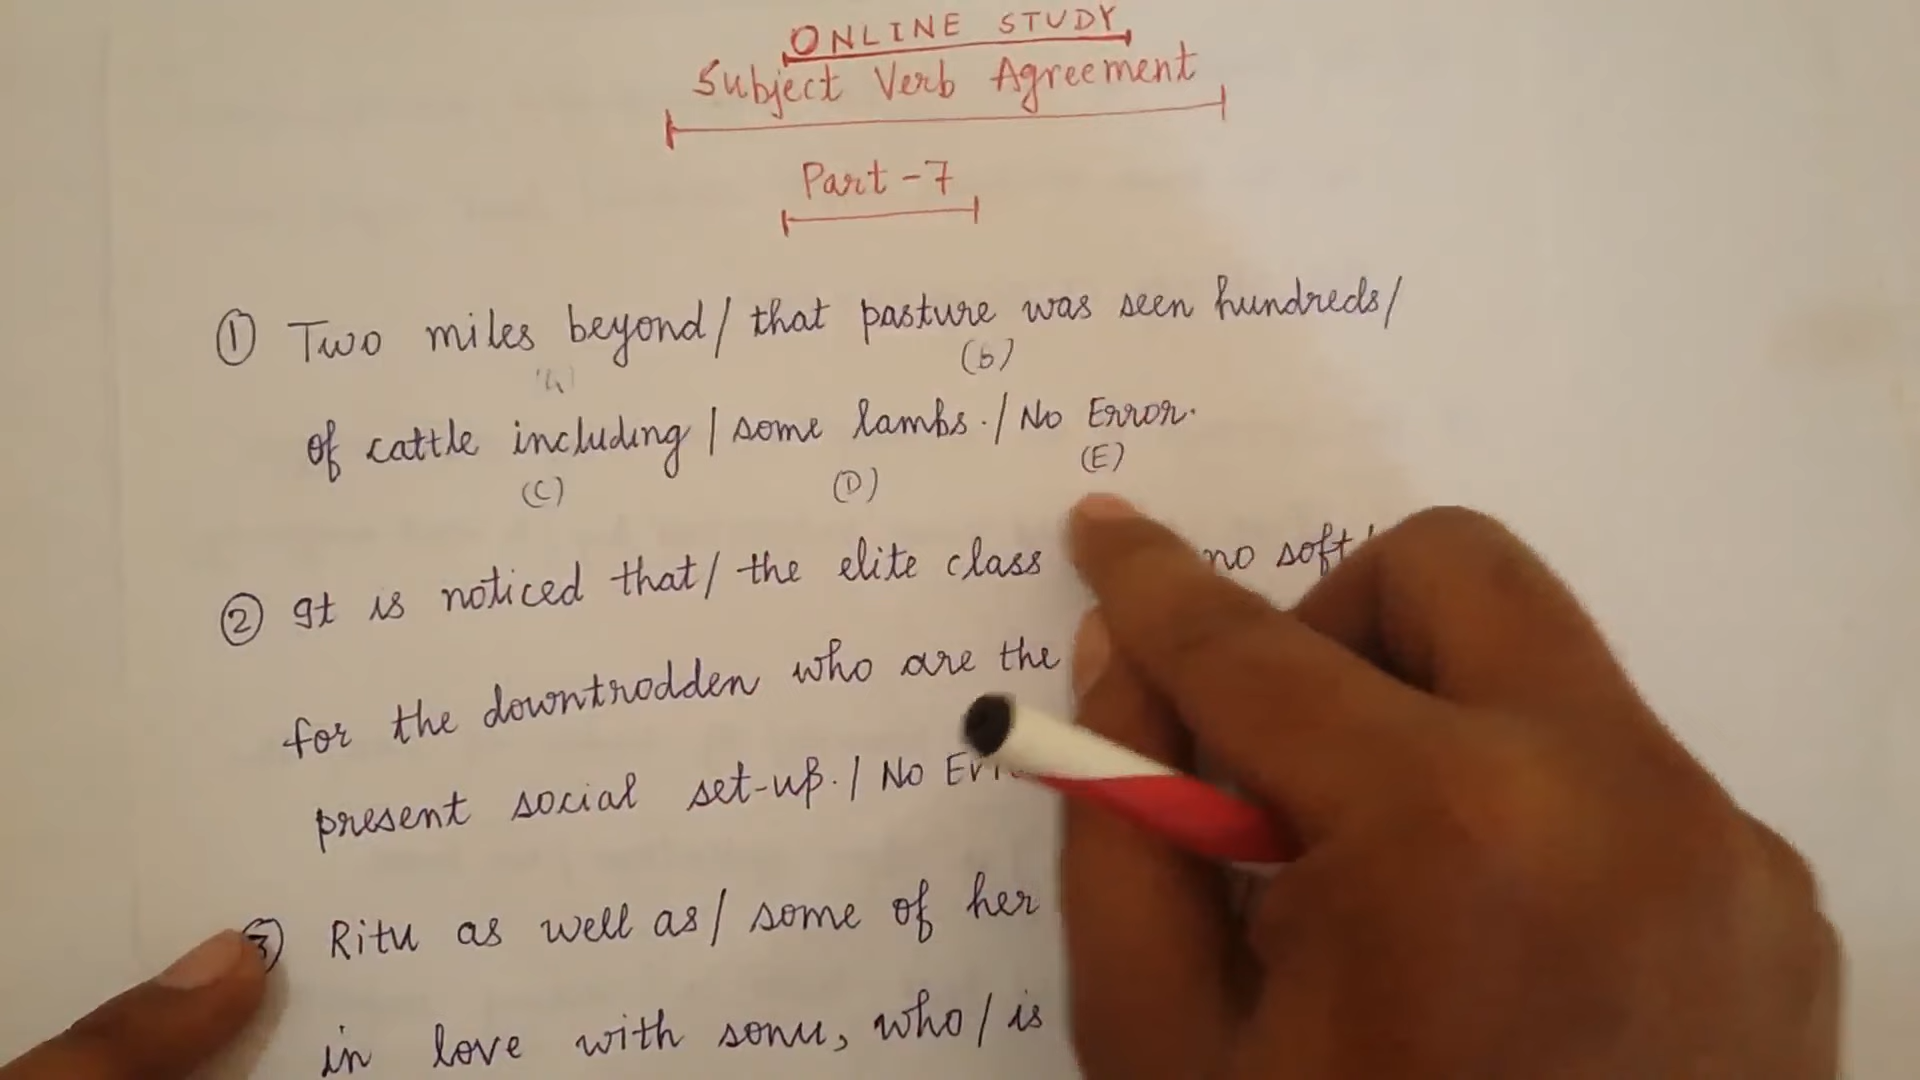 ONLINE STUDY
Subject Verb Agreement
Part-7
① Two miles beyond/ that pasture was seen hundreds/
(A) (b)
of cattle including / some lambs. / No Error.
(C) (D) (E)
② It is noticed that/ the elite class no soft/
for the downtrodden who are the
present social set-up. / No
③ Ritu as well as/ some of her
in love with sonu, who / is